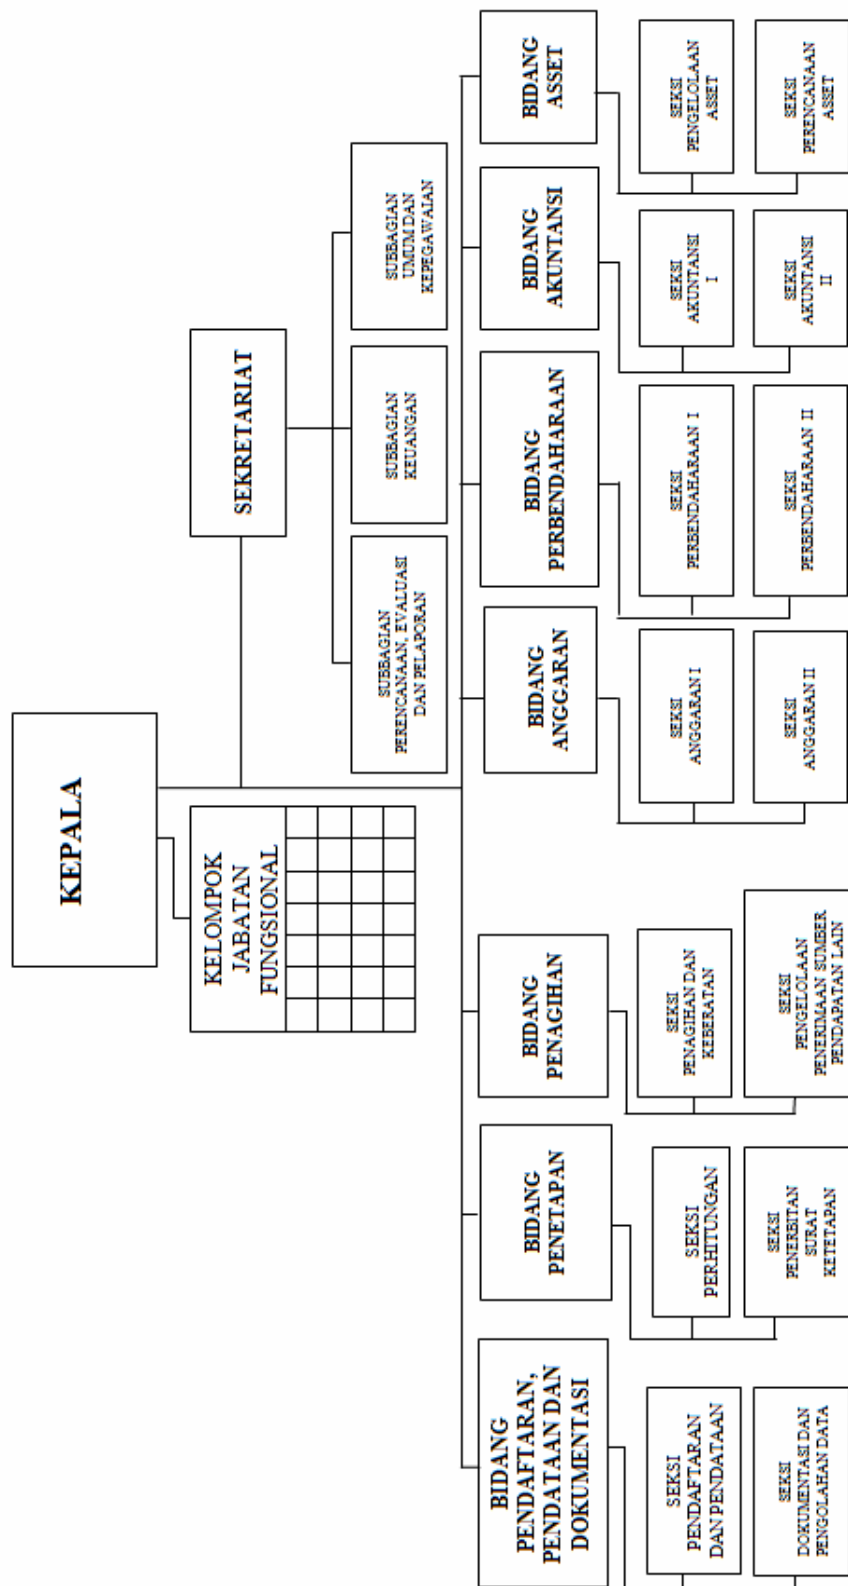 KEPALA
KELOMPOK
JABATAN
FUNGSIONAL
SEKRETARIAT
SUBBAGIAN
PERENCANAAN, EVALUASI
DAN PELAPORAN
SUBBAGIAN
KEUANGAN
SUBBAGIAN
UMUM DAN
KEPEGAWAIAN
BIDANG
PENDAFTARAN,
PENDATAAN DAN
DOKUMENTASI
BIDANG
PENETAPAN
BIDANG
PENAGIHAN
BIDANG
ANGGARAN
BIDANG
PERBENDAHARAAN
BIDANG
AKUNTANSI
BIDANG
ASSET
SEKSI
PENDAFTARAN
DAN PENDATAAN
SEKSI
PERHITUNGAN
SEKSI
PENAGIHAN DAN
KEBERATAN
SEKSI
ANGGARAN I
SEKSI
PERBENDAHARAAN I
SEKSI
AKUNTANSI
I
SEKSI
PENGELOLAAN
ASSET
SEKSI
DOKUMENTASI DAN
PENGOLAHAN DATA
SEKSI
PENERBITAN
SURAT
KETETAPAN
SEKSI
PENGELOLAAN
PENERIMAAN SUMBER
PENDAPATAN LAIN
SEKSI
ANGGARAN II
SEKSI
PERBENDAHARAAN II
SEKSI
AKUNTANSI
II
SEKSI
PERENCANAAN
ASSET